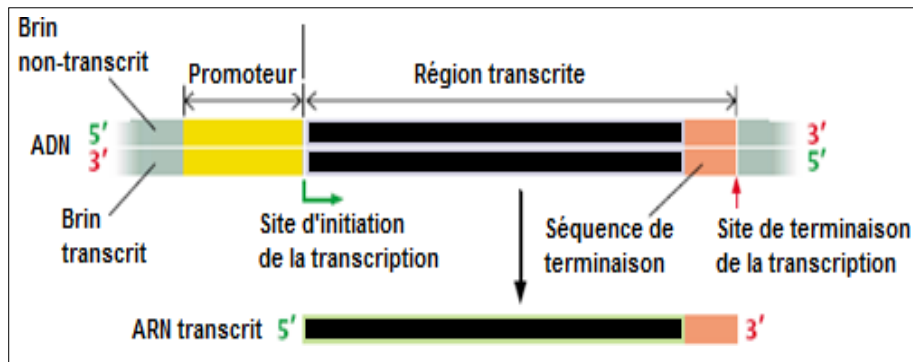 Brin
non-transcrit
Promoteur
Région transcrite
ADN
5′
3′
3′
5′
Brin
transcrit
Site d'initiation
de la transcription
Séquence de
terminaison
Site de terminaison
de la transcription
ARN transcrit 5′
3′